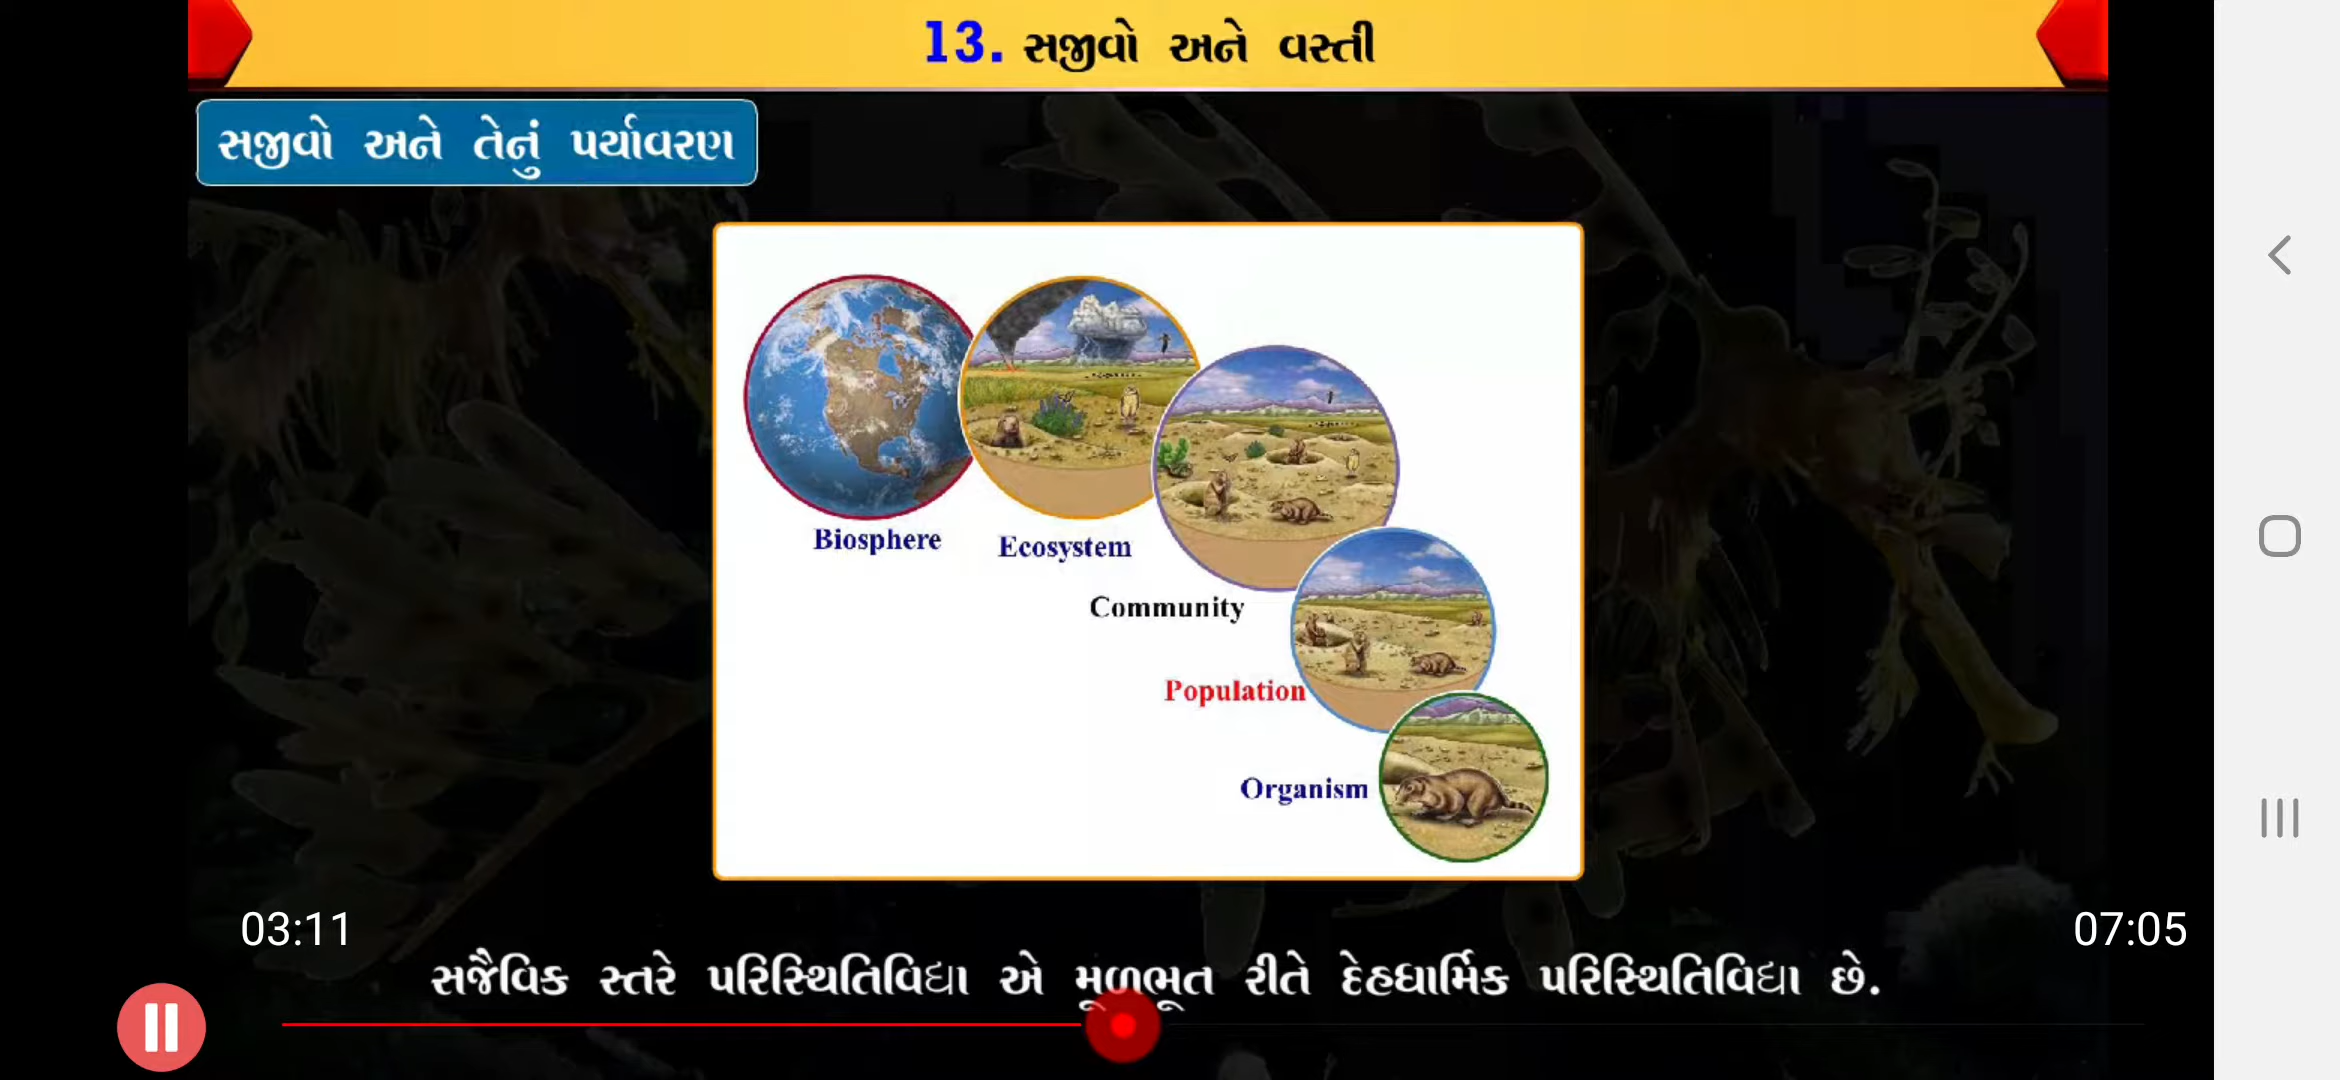 13. સજીવો અને વસ્તી
સજીવો અને તેનું પર્યાવરણ
Biosphere
Ecosystem
Community
Population
Organism
03:11
07:05
સજૈવિક સ્તરે પરિસ્થિતિવિદ્યા એ મૂળભૂત રીતે દેહધાર્મિક પરિસ્થિતિવિદ્યા છે.